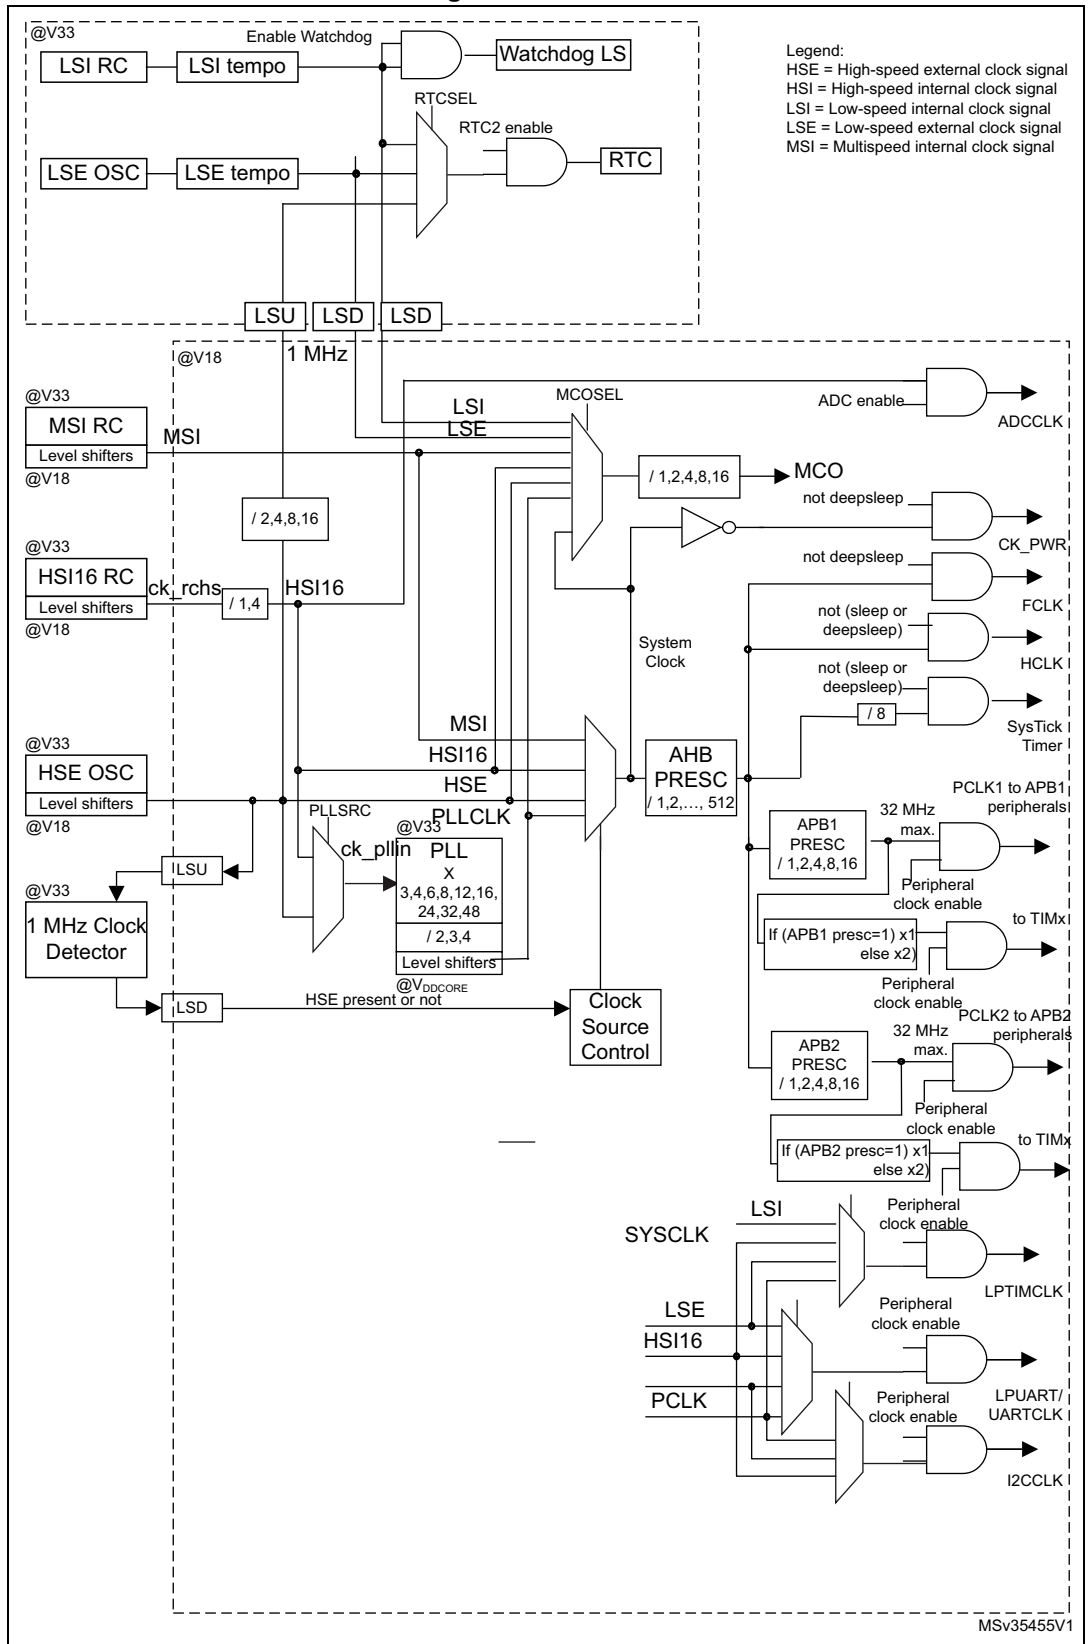 @V33
Enable Watchdog
LSI RC
LSI tempo
Watchdog LS
Legend:
HSE = High-speed external clock signal
HSI = High-speed internal clock signal
LSI = Low-speed internal clock signal
LSE = Low-speed external clock signal
MSI = Multispeed internal clock signal
RTCSEL
RTC2 enable
LSE OSC
LSE tempo
RTC
LSU
LSD
LSD
@V18
1 MHz
@V33
MSI RC
Level shifters
@V18
MSI
LSI
LSE
MCOSEL
ADC enable
ADCCLK
/ 1,2,4,8,16
MCO
/ 2,4,8,16
not deepsleep
CK_PWR
@V33
HSI16 RC
Level shifters
@V18
ck_rchs
/ 1,4
HSI16
not deepsleep
FCLK
System
Clock
not (sleep or
deepsleep)
HCLK
not (sleep or
deepsleep)
/ 8
SysTick
Timer
@V33
HSE OSC
Level shifters
@V18
MSI
HSI16
HSE
PLLCLK
AHB
PRESC
/ 1,2,..., 512
PCLK1 to APB1
peripherals
32 MHz
max.
APB1
PRESC
/ 1,2,4,8,16
Peripheral
clock enable
PLLSRC
ck_pllin
@V33
PLL
X
3,4,6,8,12,16,
24,32,48
/ 2,3,4
Level shifters
@VDDCORE
LSU
@V33
1 MHz Clock
Detector
LSD
HSE present or not
Clock
Source
Control
to TIMx
If (APB1 presc=1) x1
else x2)
Peripheral
clock enable
PCLK2 to APB2
peripherals
32 MHz
max.
APB2
PRESC
/ 1,2,4,8,16
Peripheral
clock enable
to TIMx
If (APB2 presc=1) x1
else x2)
Peripheral
clock enable
LSI
SYSCLK
LPTIMCLK
LSE
HSI16
PCLK
Peripheral
clock enable
LPUART/
UARTCLK
Peripheral
clock enable
I2CCLK
MSv35455V1